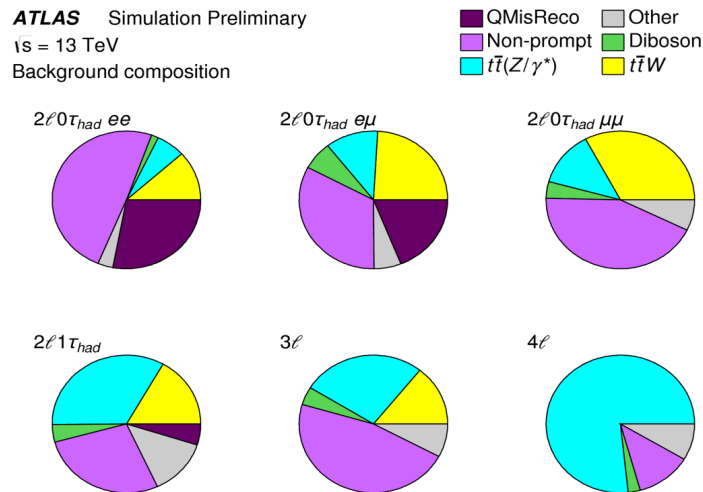 ATLAS Simulation Preliminary
√s = 13 TeV
Background composition
QMisReco
Other
Non-prompt
Diboson
tt̄(Z/γ*)
tt̄W
2ℓ0τhad ee
2ℓ0τhad eμ
2ℓ0τhad μμ
2ℓ1τhad
3ℓ
4ℓ